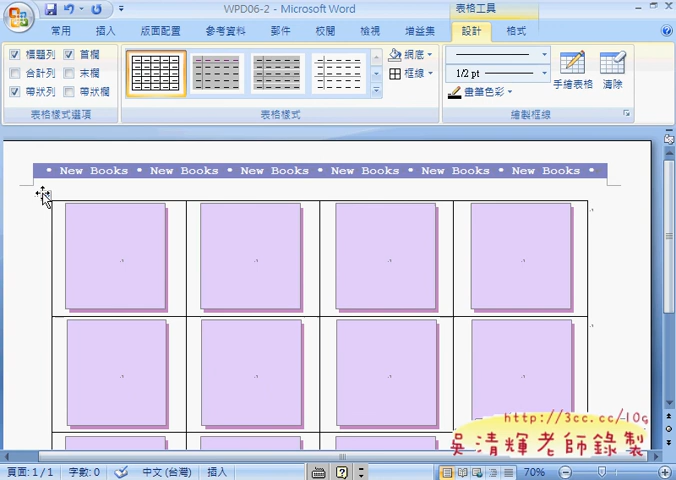 WPD06-2 - Microsoft Word
表格工具
常用 插入 版面配置 參考資料 郵件 校閱 檢視 增益集 設計 格式
標題列 首欄
合計列 末欄
帶狀列 帶狀欄
網底
框線
1/2 pt
畫筆色彩
手繪表格 清除
表格樣式選項 表格樣式 繪製框線
• New Books • New Books • New Books • New Books • New Books • New Books •
http://3cc.cc/10g
吳清輝老師錄製
頁面: 1/1 字數: 0 中文 (台灣) 插入 70%